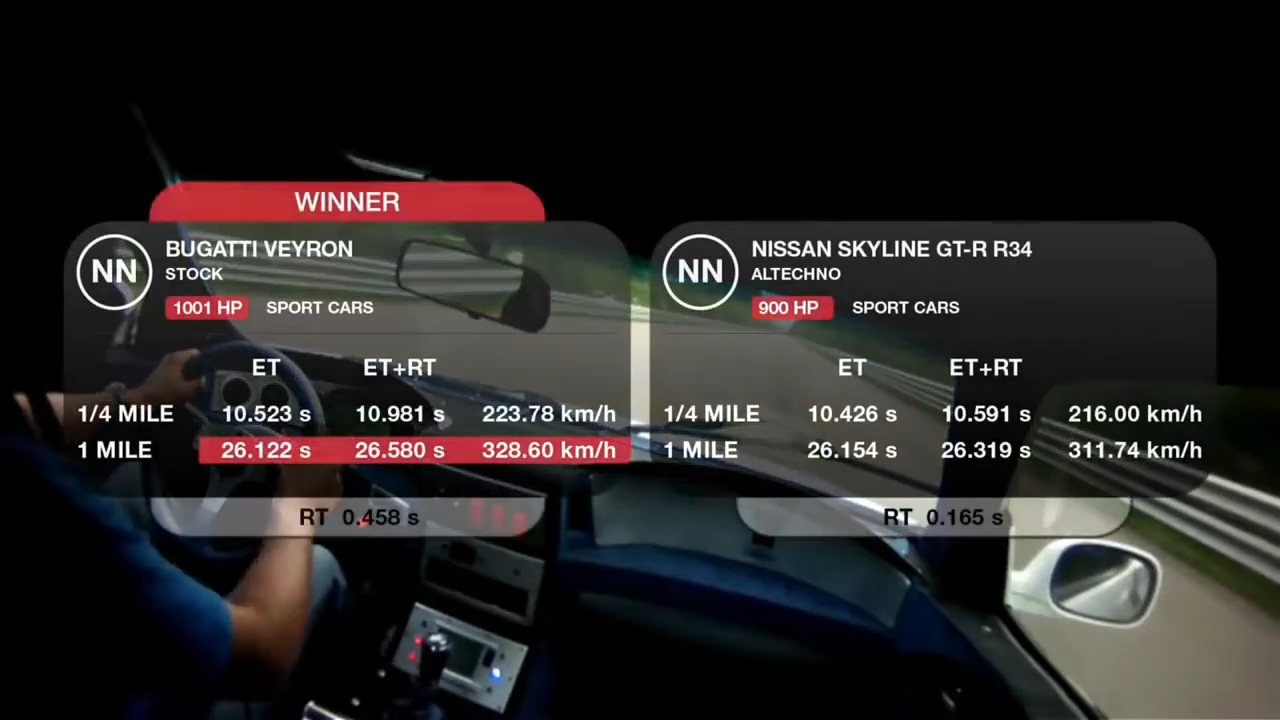 WINNER
NN
BUGATTI VEYRON
STOCK
1001 HP SPORT CARS
ET ET+RT
1/4 MILE 10.523 s 10.981 s 223.78 km/h
1 MILE 26.122 s 26.580 s 328.60 km/h
RT 0.458 s
NN
NISSAN SKYLINE GT-R R34
ALTECHNO
900 HP SPORT CARS
ET ET+RT
1/4 MILE 10.426 s 10.591 s 216.00 km/h
1 MILE 26.154 s 26.319 s 311.74 km/h
RT 0.165 s